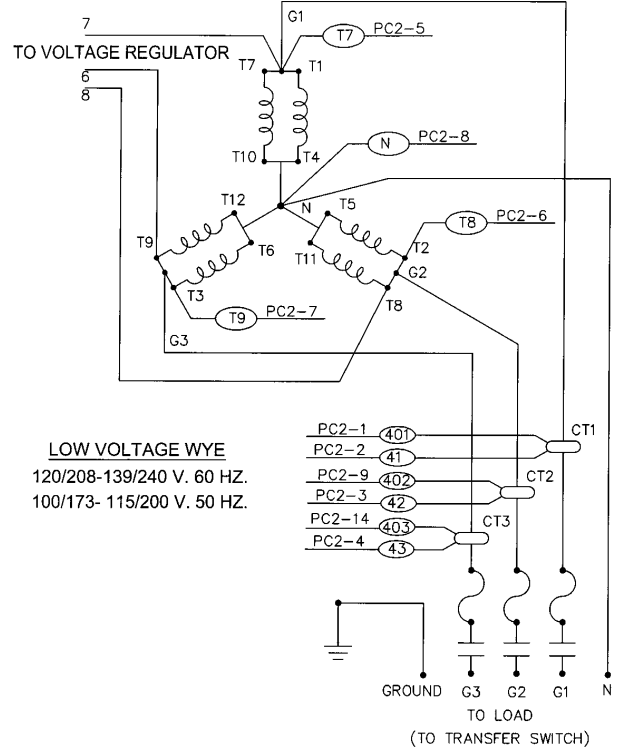 7
G1
T7
PC2-5
TO VOLTAGE REGULATOR
6
8
T7
T1
T10
T4
N
PC2-8
N
T12
T5
T6
T11
T9
T3
T2
T8
PC2-6
G2
T8
T9
PC2-7
G3
PC2-1
401
CT1
PC2-2
41
PC2-9
402
CT2
PC2-3
42
PC2-14
403
CT3
PC2-4
43
LOW VOLTAGE WYE
120/208-139/240 V. 60 HZ.
100/173- 115/200 V. 50 HZ.
GROUND
G3
G2
G1
N
TO LOAD
(TO TRANSFER SWITCH)